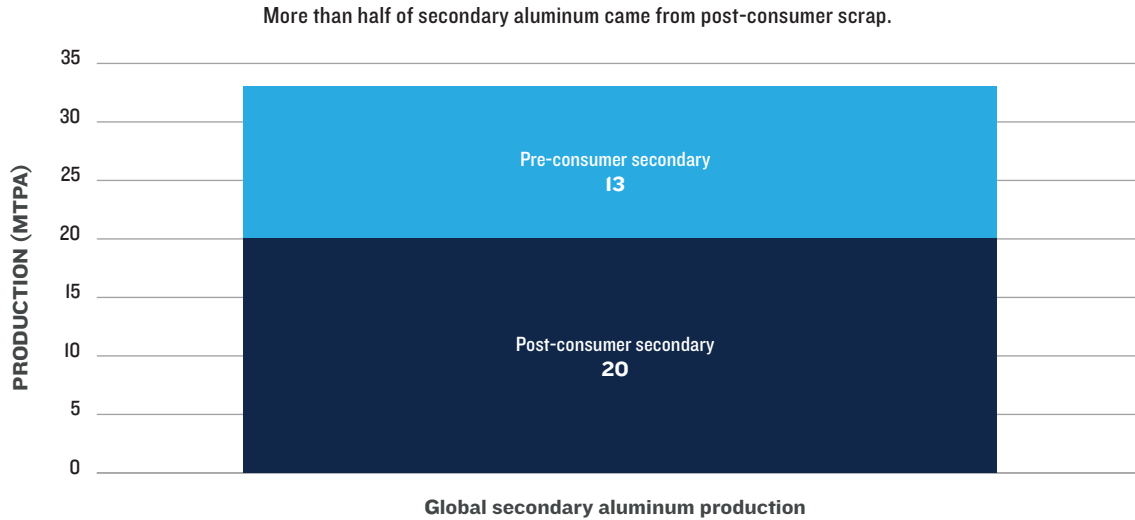 More than half of secondary aluminum came from post-consumer scrap.
PRODUCTION (MTPA)
35
30
25
20
15
10
5
0
Pre-consumer secondary
13
Post-consumer secondary
20
Global secondary aluminum production